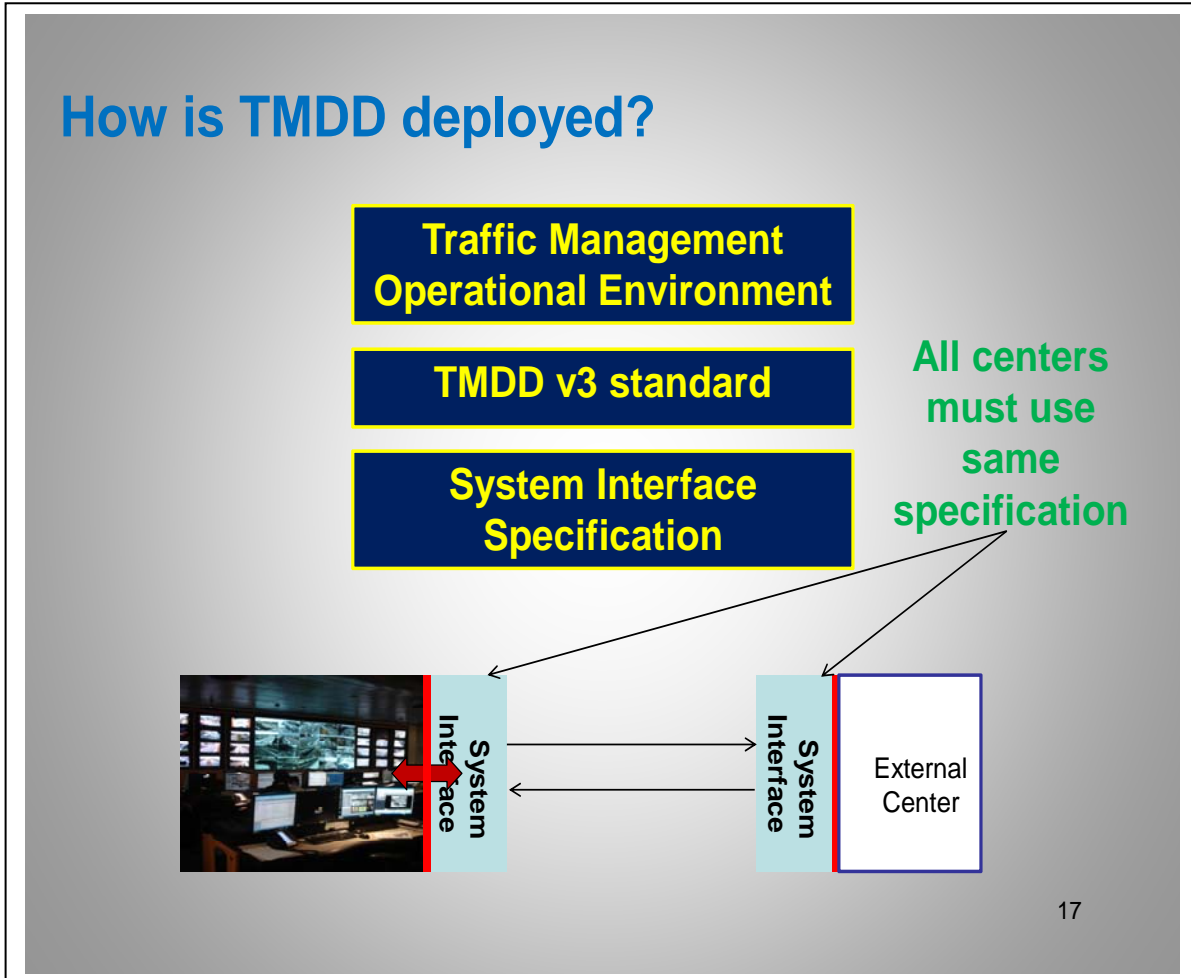 How is TMDD deployed?
Traffic Management
Operational Environment
TMDD v3 standard
System Interface
Specification
All centers
must use
same
specification
System
Interface
System
Interface
External
Center
17